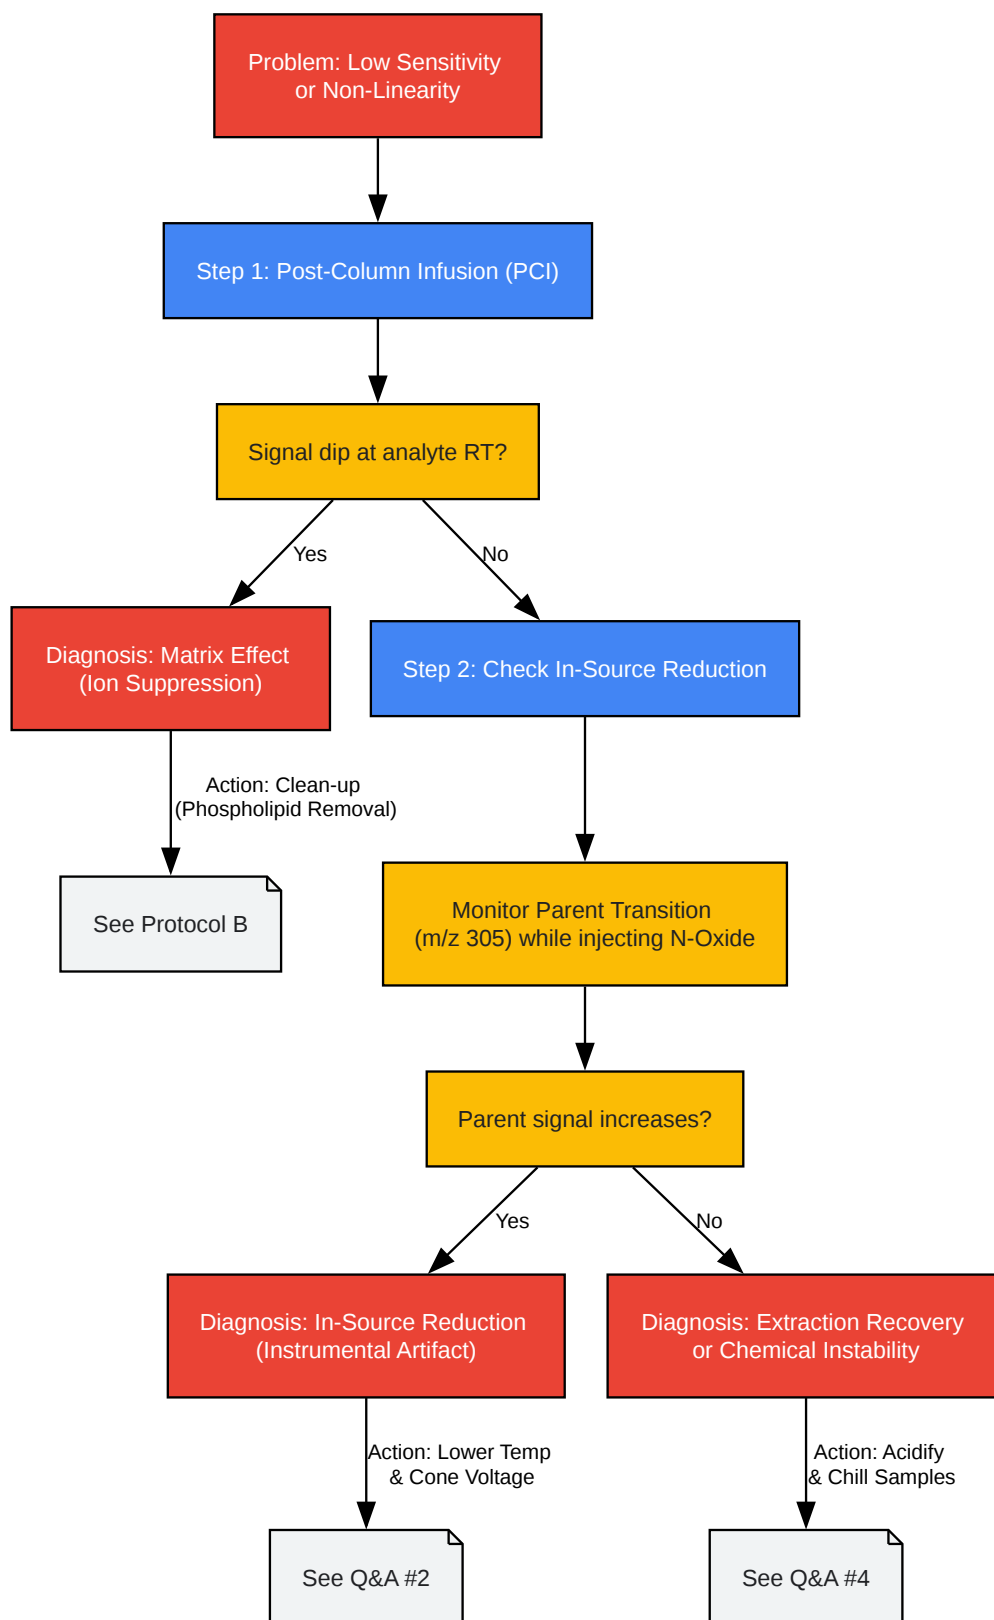 Problem: Low Sensitivity
or Non-Linearity
Step 1: Post-Column Infusion (PCI)
Signal dip at analyte RT?
Yes
No
Diagnosis: Matrix Effect
(Ion Suppression)
Step 2: Check In-Source Reduction
Action: Clean-up
(Phospholipid Removal)
See Protocol B
Monitor Parent Transition
(m/z 305) while injecting N-Oxide
Parent signal increases?
Yes
No
Diagnosis: In-Source Reduction
(Instrumental Artifact)
Diagnosis: Extraction Recovery
or Chemical Instability
Action: Lower Temp
& Cone Voltage
Action: Acidify
& Chill Samples
See Q&A #2
See Q&A #4